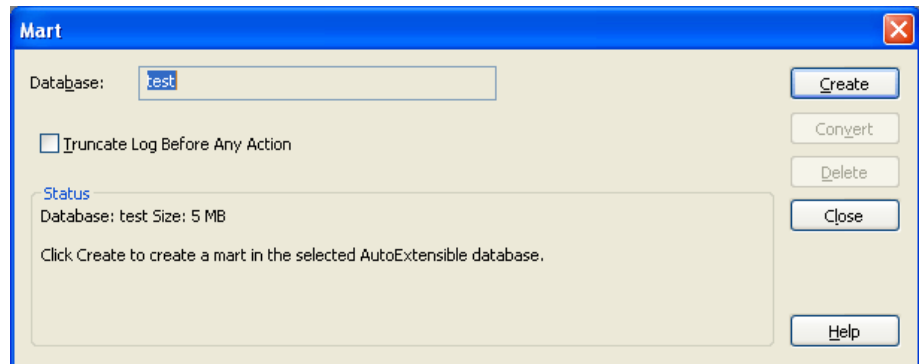 Mart
Database: test
Create
Truncate Log Before Any Action
Convert
Delete
Status
Database: test Size: 5 MB
Close
Click Create to create a mart in the selected AutoExtensible database.
Help